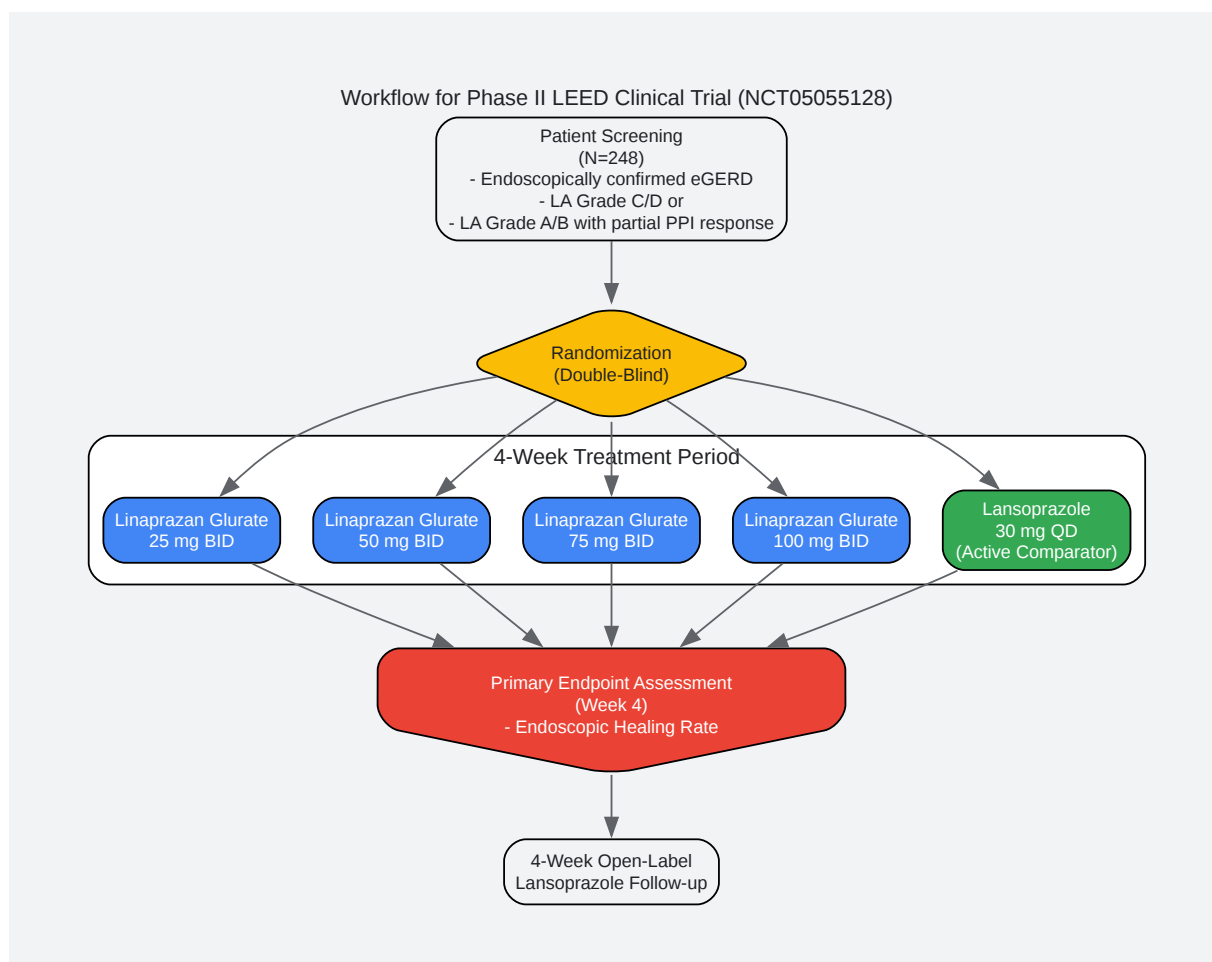 Workflow for Phase II LEED Clinical Trial (NCT05055128)
Patient Screening
(N=248)
- Endoscopically confirmed eGERD
- LA Grade C/D or
- LA Grade A/B with partial PPI response
Randomization
(Double-Blind)
4-Week Treatment Period
Linaprazan Glurate
25 mg BID
Linaprazan Glurate
50 mg BID
Linaprazan Glurate
75 mg BID
Linaprazan Glurate
100 mg BID
Lansoprazole
30 mg QD
(Active Comparator)
Primary Endpoint Assessment
(Week 4)
- Endoscopic Healing Rate
4-Week Open-Label
Lansoprazole Follow-up